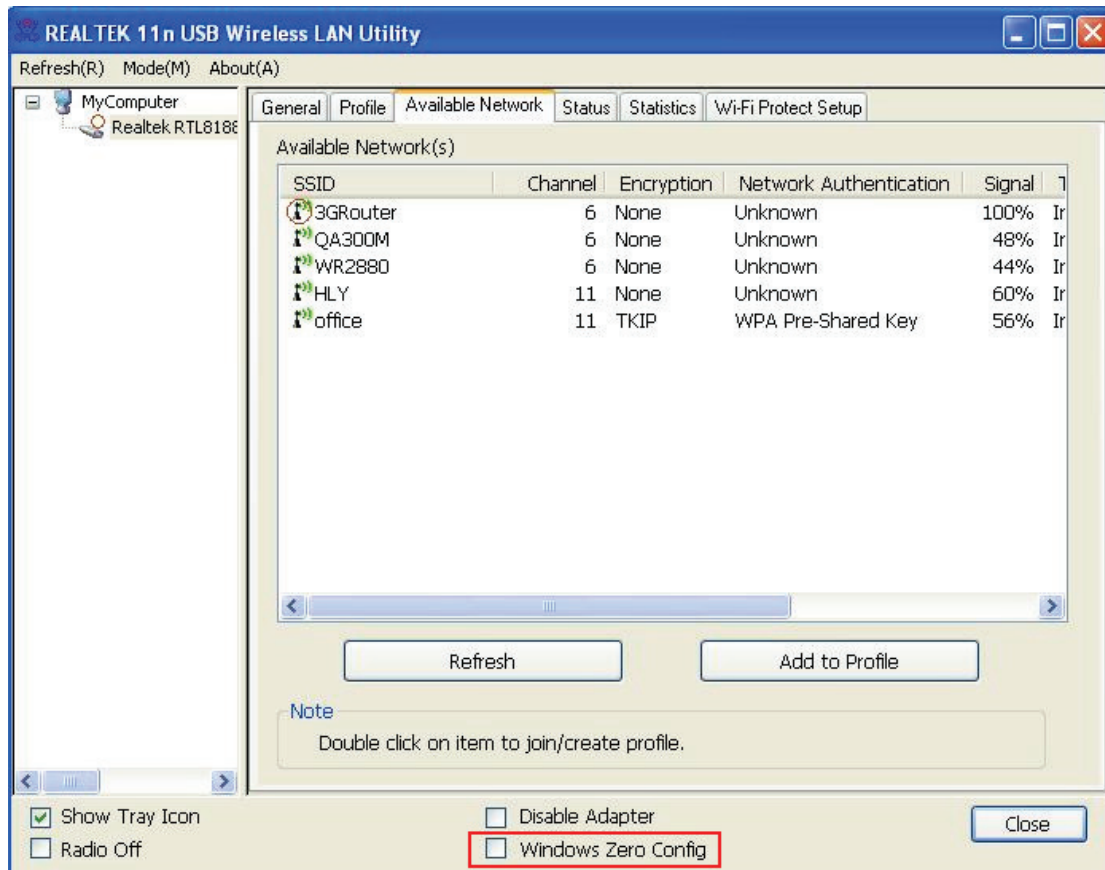 REALTEK 11n USB Wireless LAN Utility
Refresh(R) Mode(M) About(A)
MyComputer
Realtek RTL8188
General Profile Available Network Status Statistics Wi-Fi Protect Setup
Available Network(s)
SSID Channel Encryption Network Authentication Signal
3GRouter 6 None Unknown 100%
QA300M 6 None Unknown 48%
WR2880 6 None Unknown 44%
HLY 11 None Unknown 60%
office 11 TKIP WPA Pre-Shared Key 56%
Refresh Add to Profile
Note
Double click on item to join/create profile.
Show Tray Icon Disable Adapter Close
Radio Off Windows Zero Config